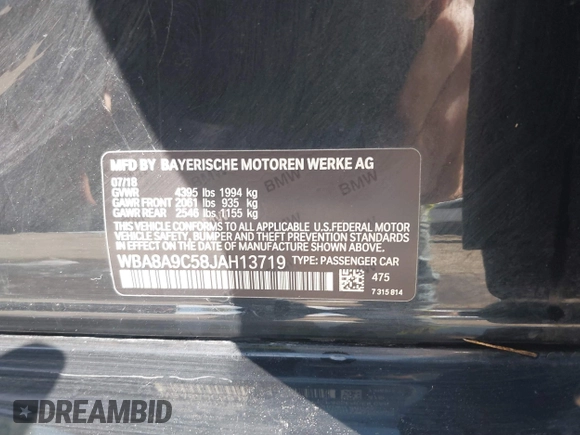 MFD BY BAYERISCHE MOTOREN WERKE AG
07/18
GVWR 4395 lbs 1994 kg
GAWR FRONT 2061 lbs 935 kg
GAWR REAR 2546 lbs 1155 kg
THIS VEHICLE CONFORMS TO ALL APPLICABLE U.S.FEDERAL MOTOR
VEHICLE SAFETY, BUMPER AND THEFT PREVENTION STANDARDS IN
EFFECT ON THE DATE OF MANUFACTURE SHOWN ABOVE.
WBA8A9C58JAH13719 TYPE: PASSENGER CAR
475
7 315 814
BMW
BMW
BMW
DREAMBID